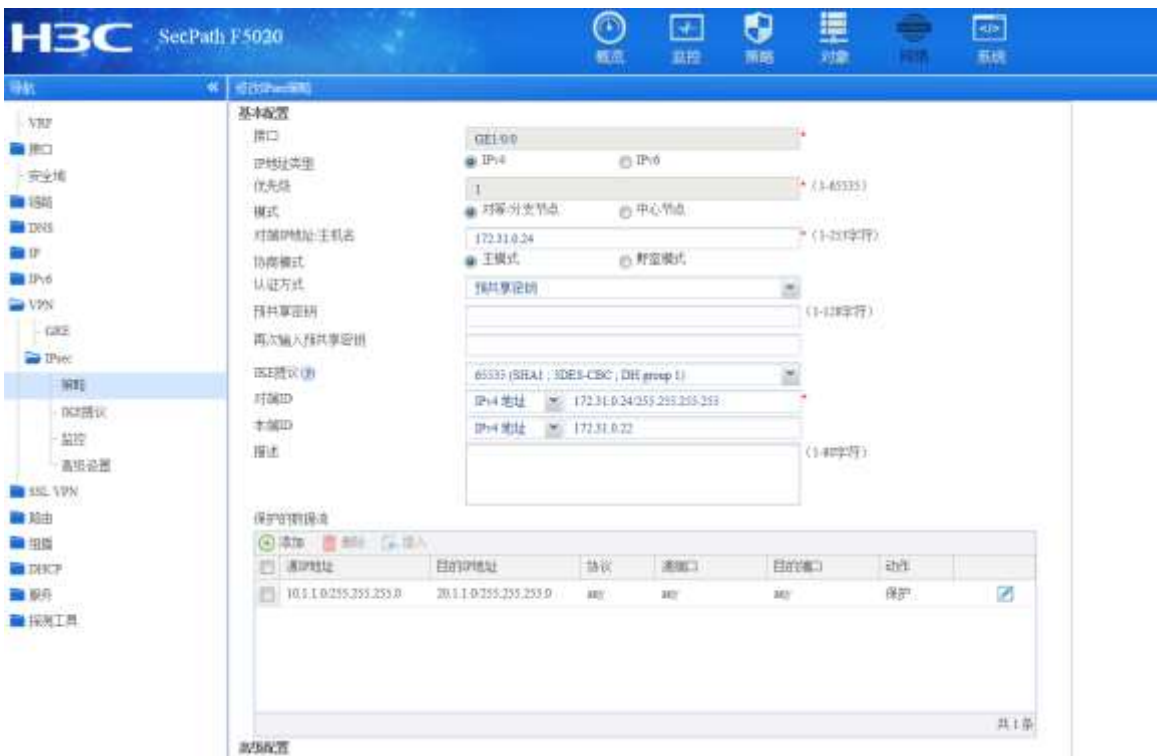 H3C SecPath F5020
概览 监控 策略 对象 网络 系统
导航
修改IPsec策略
VRF
接口
安全域
链路
DNS
IP
IPv6
VPN
GRE
IPsec
策略
IKE提议
监控
高级设置
SSL VPN
路由
组播
DHCP
服务
探测工具
基本配置
接口 GE1/0/0 *
IP地址类型 IPv4 IPv6
优先级 1 * (1-65535)
模式 对等/分支节点 中心节点
对端IP地址/主机名 172.31.0.24 * (1-253字符)
协商模式 主模式 野蛮模式
认证方式 预共享密钥
预共享密钥 (1-128字符)
再次输入预共享密钥
IKE提议 65535 (SHA1 ; 3DES-CBC ; DH group 1)
对端ID IPv4 地址 172.31.0.24/255.255.255.255 *
本端ID IPv4 地址 172.31.0.22
描述 (1-80字符)
保护的数据流
添加 删除 插入
源IP地址 目的IP地址 协议 源端口 目的端口 动作
10.1.1.0/255.255.255.0 20.1.1.0/255.255.255.0 any any any 保护
共 1 条
高级配置